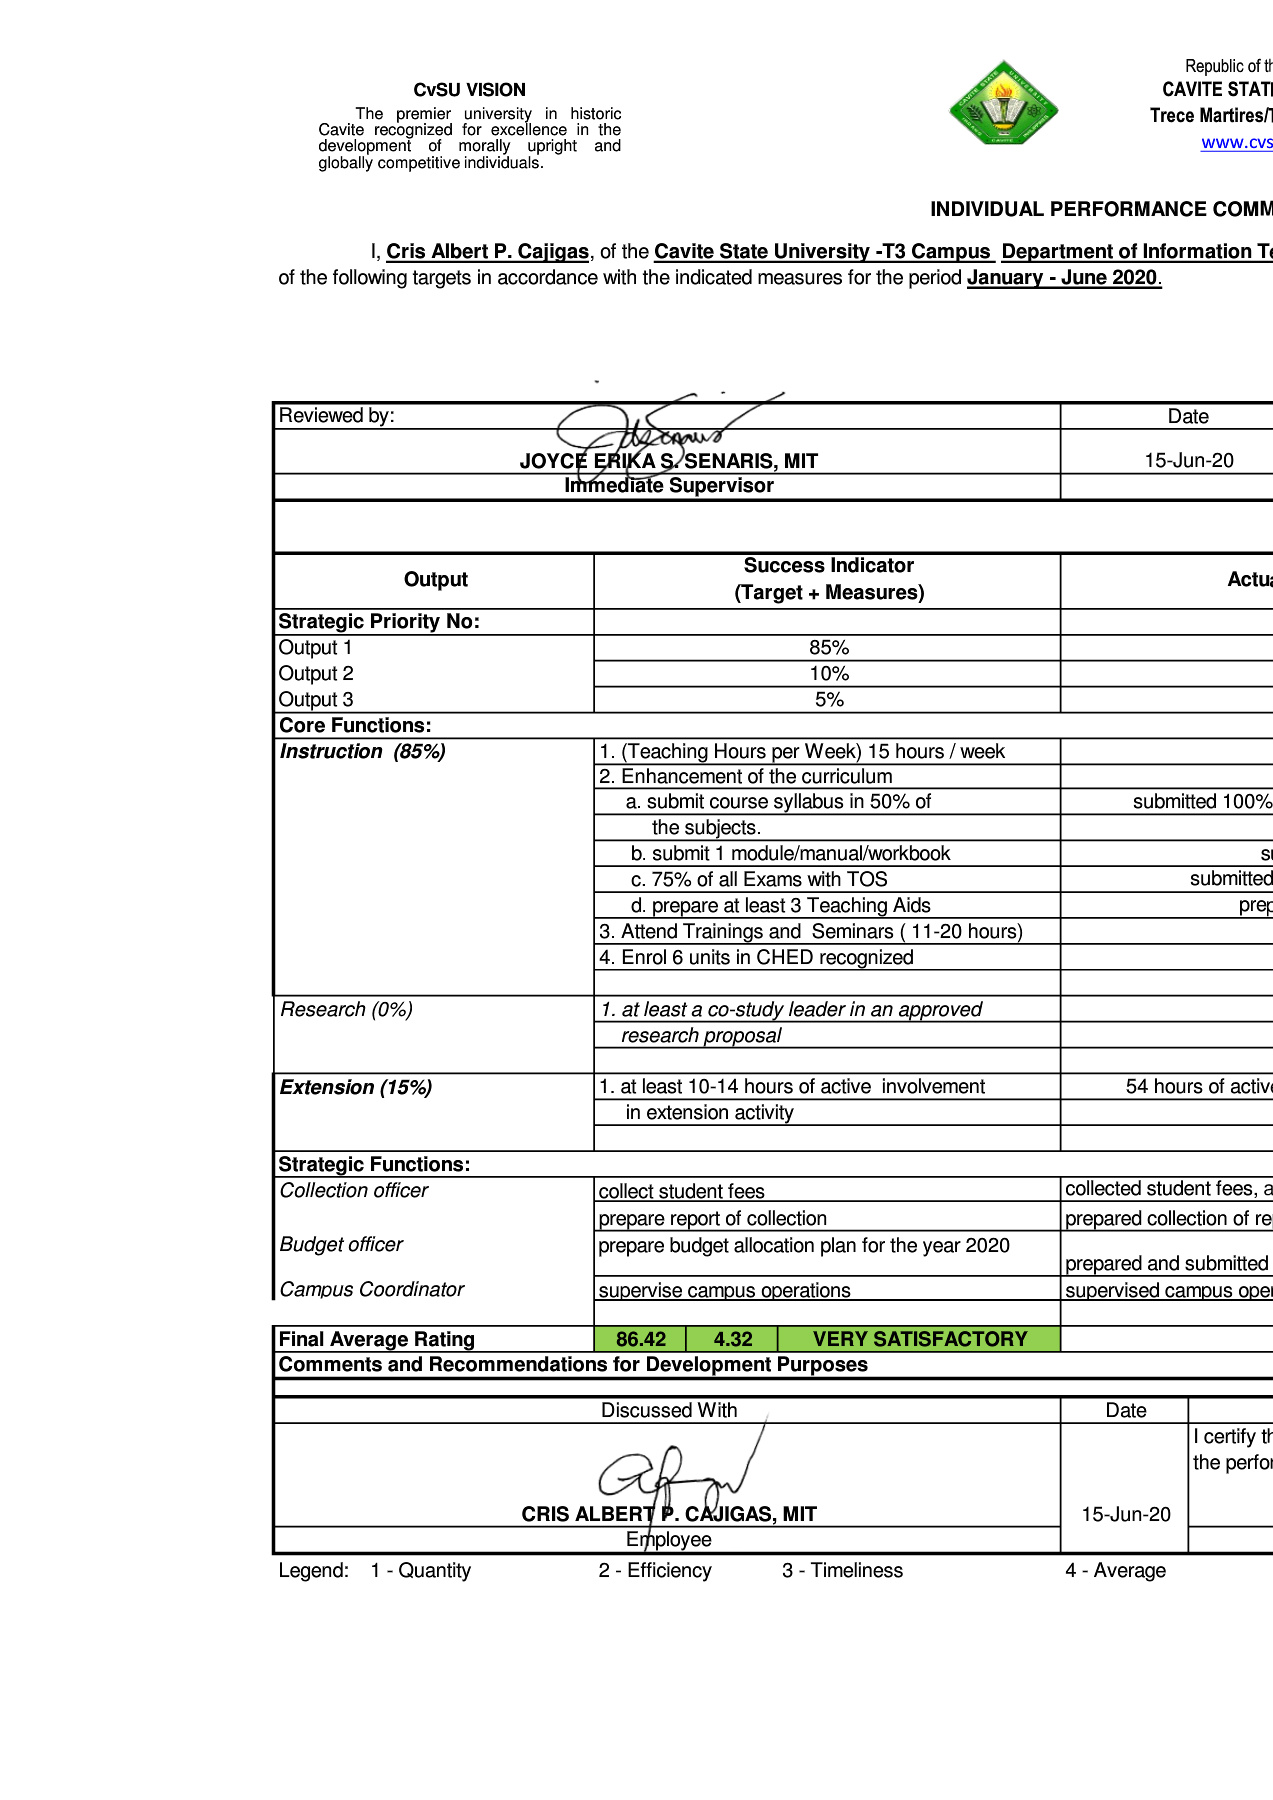 CvSU VISION
The premier university in historic
Cavite recognized for excellence in the
development of morally upright and
globally competitive individuals.
Republic of th
CAVITE STAT
Trece Martires/T
www.cvs
INDIVIDUAL PERFORMANCE COMM
I, Cris Albert P. Cajigas, of the Cavite State University -T3 Campus Department of Information Te
of the following targets in accordance with the indicated measures for the period January - June 2020.
Reviewed by: Date
JOYCE ERIKA S. SENARIS, MIT 15-Jun-20
Immediate Supervisor
Output Success Indicator (Target + Measures) Actua
Strategic Priority No:
Output 1 85%
Output 2 10%
Output 3 5%
Core Functions:
Instruction (85%) 1. (Teaching Hours per Week) 15 hours / week
2. Enhancement of the curriculum
a. submit course syllabus in 50% of submitted 100%
the subjects.
b. submit 1 module/manual/workbook su
c. 75% of all Exams with TOS submitted
d. prepare at least 3 Teaching Aids prep
3. Attend Trainings and Seminars ( 11-20 hours)
4. Enrol 6 units in CHED recognized
Research (0%) 1. at least a co-study leader in an approved
research proposal
Extension (15%) 1. at least 10-14 hours of active involvement 54 hours of active
in extension activity
Strategic Functions:
Collection officer collect student fees collected student fees, a
prepare report of collection prepared collection of re
Budget officer prepare budget allocation plan for the year 2020
prepared and submitted
Campus Coordinator supervise campus operations supervised campus oper
Final Average Rating 86.42 4.32 VERY SATISFACTORY
Comments and Recommendations for Development Purposes
Discussed With Date
I certify th
the perfor
CRIS ALBERT P. CAJIGAS, MIT 15-Jun-20
Employee
Legend: 1 - Quantity 2 - Efficiency 3 - Timeliness 4 - Average